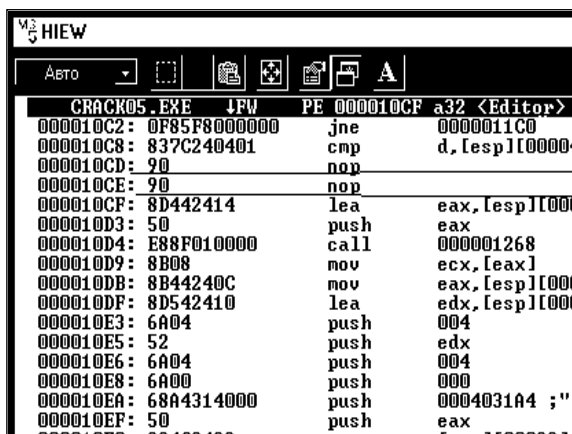 HIEW
Авто A
CRACK05.EXE ↓FW PE 000010CF a32 <Editor>
000010C2: 0F85F8000000 jne 0000011C0
000010C8: 837C240401 cmp d,[esp][0000
000010CD: 90 nop
000010CE: 90 nop
000010CF: 8D442414 lea eax,[esp][000
000010D3: 50 push eax
000010D4: E88F010000 call 000001268
000010D9: 8B08 mov ecx,[eax]
000010DB: 8B44240C mov eax,[esp][000
000010DF: 8D542410 lea edx,[esp][000
000010E3: 6A04 push 004
000010E5: 52 push edx
000010E6: 6A04 push 004
000010E8: 6A00 push 000
000010EA: 68A4314000 push 0004031A4 ;"
000010EF: 50 push eax